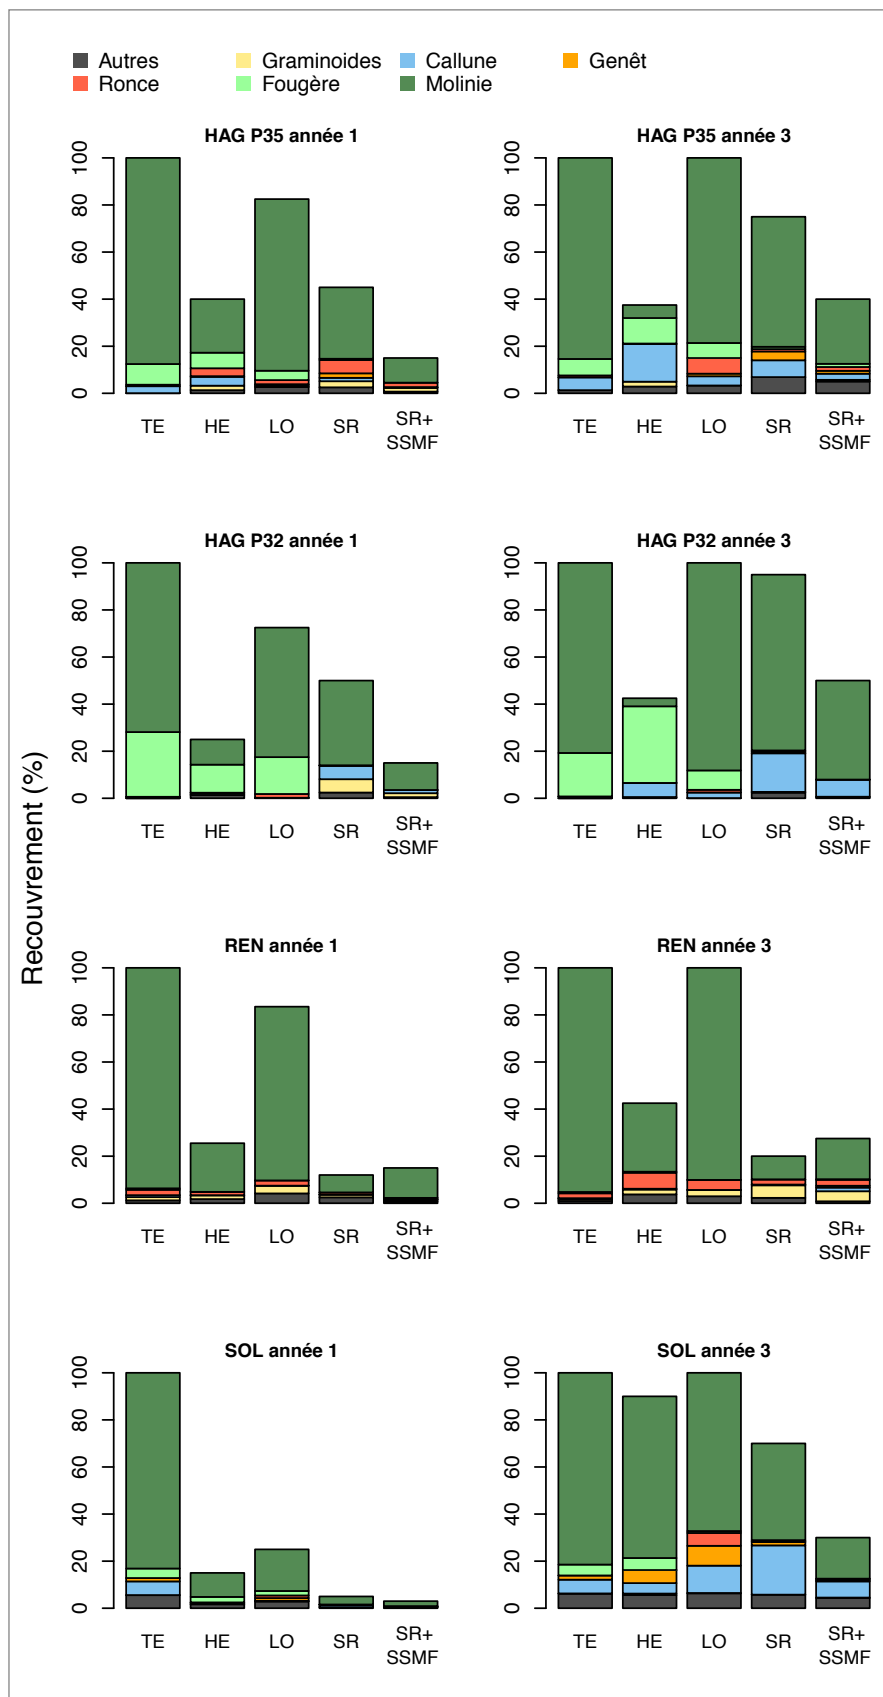 Autres Graminoides Callune Genêt
Ronce Fougère Molinie
Recouvrement (%)
HAG P35 année 1
0 20 40 60 80 100
TE HE LO SR SR+
SSMF
HAG P35 année 3
0 20 40 60 80 100
TE HE LO SR SR+
SSMF
HAG P32 année 1
0 20 40 60 80 100
TE HE LO SR SR+
SSMF
HAG P32 année 3
0 20 40 60 80 100
TE HE LO SR SR+
SSMF
REN année 1
0 20 40 60 80 100
TE HE LO SR SR+
SSMF
REN année 3
0 20 40 60 80 100
TE HE LO SR SR+
SSMF
SOL année 1
0 20 40 60 80 100
TE HE LO SR SR+
SSMF
SOL année 3
0 20 40 60 80 100
TE HE LO SR SR+
SSMF